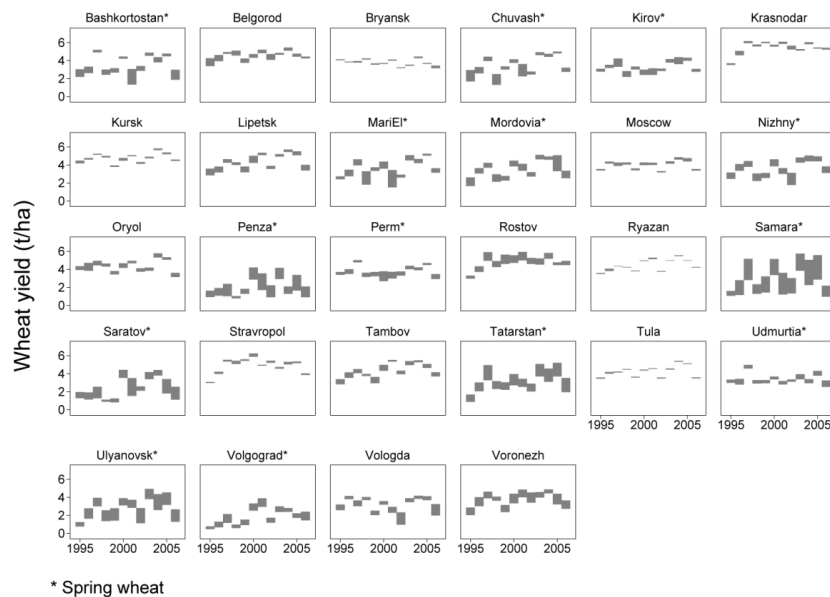 Bashkortostan* Belgorod Bryansk Chuvash* Kirov* Krasnodar
6
4
2
0
Kursk Lipetsk MariEl* Mordovia* Moscow Nizhny*
6
4
2
0
Wheat yield (t/ha)
Oryol Penza* Perm* Rostov Ryazan Samara*
6
4
2
0
Saratov* Stravropol Tambov Tatarstan* Tula Udmurtia*
6
4
2
0
1995 2000 2005 1995 2000 2005
Ulyanovsk* Volgograd* Vologda Voronezh
6
4
2
0
1995 2000 2005 1995 2000 2005 1995 2000 2005 1995 2000 2005
* Spring wheat